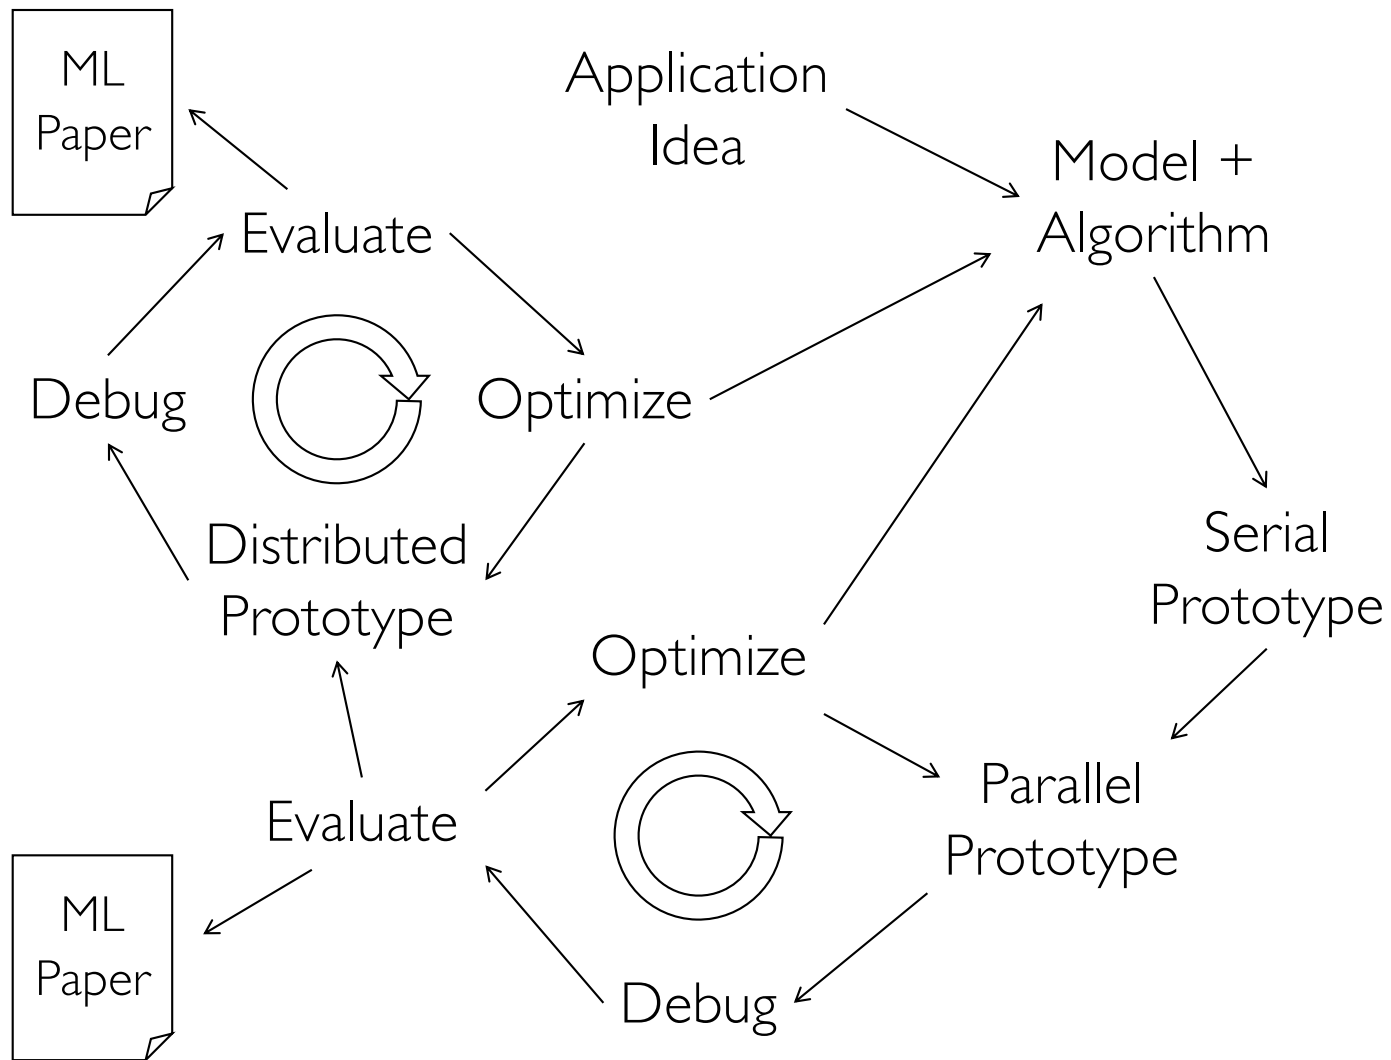 ML
Paper
Application
Idea
Model +
Algorithm
Evaluate
Debug
Optimize
Distributed
Prototype
Serial
Prototype
Optimize
Parallel
Prototype
Evaluate
ML
Paper
Debug